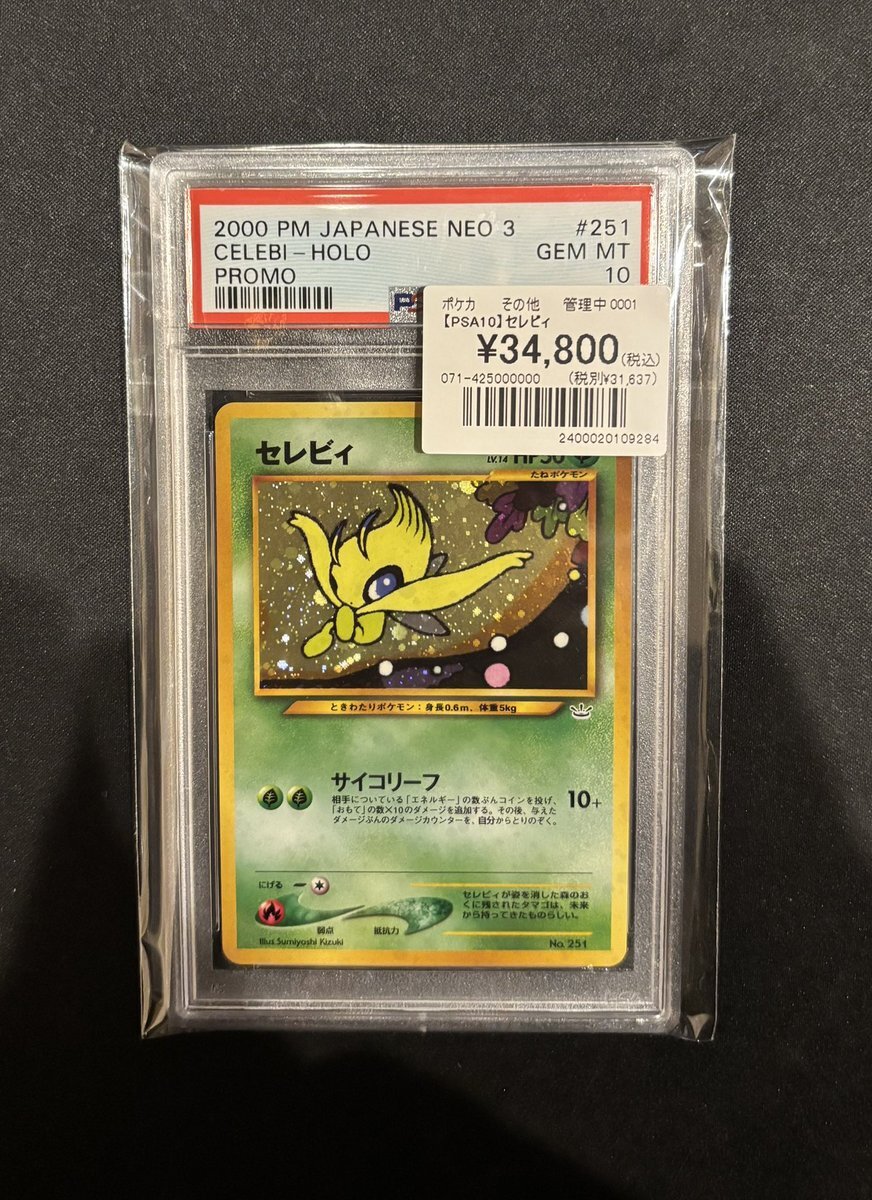 2000 PM JAPANESE NEO 3 #251
CELEBI - HOLO GEM MT
PROMO 10
ポケカ その他 管理中 0001
【PSA10】セレビィ
¥34,800(税込)
071-425000000 (税別¥31,637)
2400020109284
セレビィ LV.14 HP50
たねポケモン
ときわたりポケモン：身長0.6m、体重5kg
サイコリーフ 10+
相手についている「エネルギー」の数ぶんコインを投げ、
「おもて」の数×10のダメージを追加する。その後、与えた
ダメージぶんのダメージカウンターを、自分からとりのぞく。
にげる
弱点 抵抗力
セレビィが姿を消した森のお
くに残されたタマゴは、未来
から持ってきたものらしい。
Illus. Sumiyoshi Kizuki No. 251